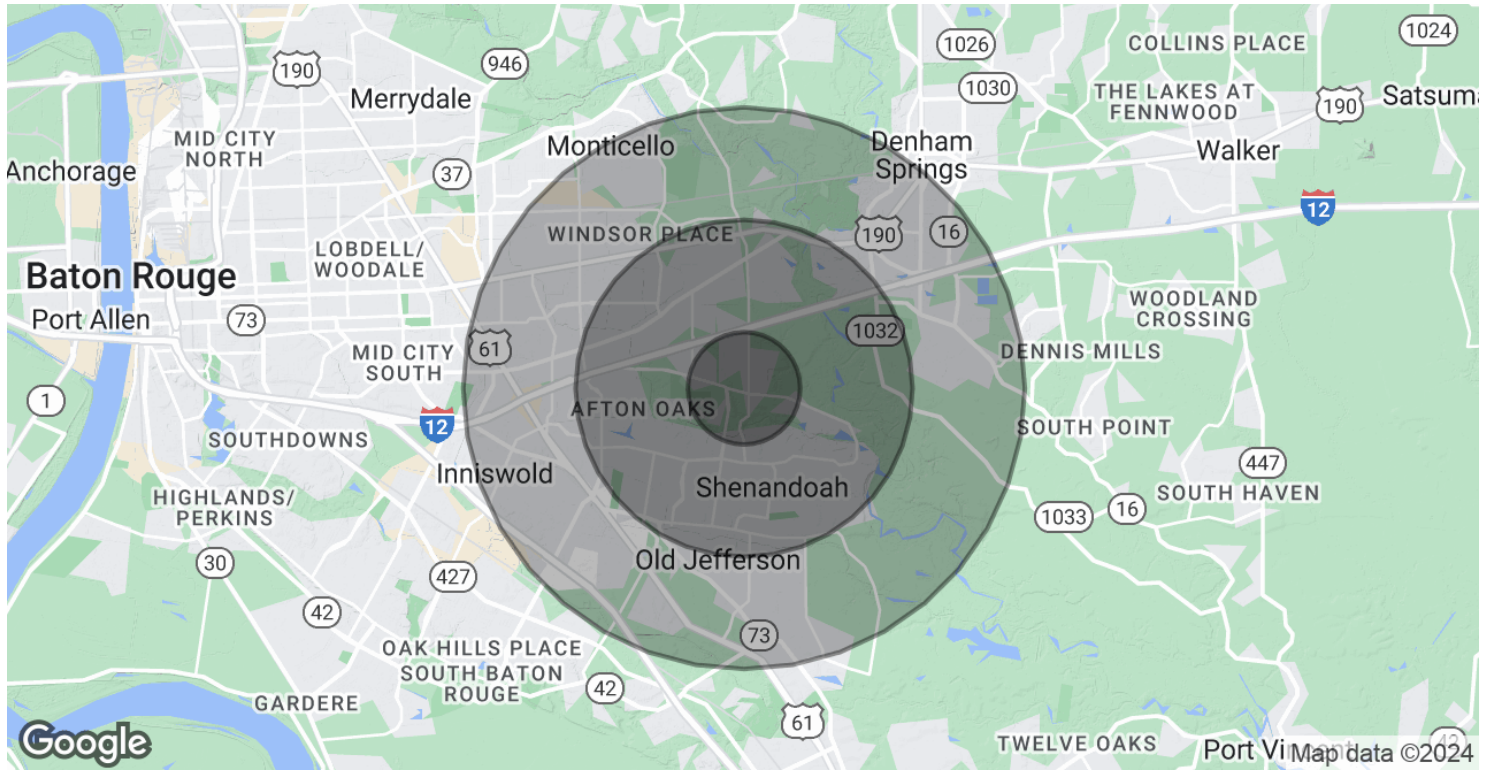 1026
1024
COLLINS PLACE
190
946
1030
Merrydale
THE LAKES AT
FENNWOOD
190
Satsuma
MID CITY
NORTH
Monticello
Denham
Springs
Walker
Anchorage
37
12
WINDSOR PLACE
190
16
LOBDELL/
WOODALE
Baton Rouge
WOODLAND
CROSSING
Port Allen
73
1032
61
MID CITY
SOUTH
DENNIS MILLS
1
AFTON OAKS
12
SOUTHDOWNS
SOUTH POINT
Inniswold
447
Shenandoah
HIGHLANDS/
PERKINS
SOUTH HAVEN
16
1033
30
Old Jefferson
427
42
73
OAK HILLS PLACE
SOUTH BATON
ROUGE
42
GARDERE
61
Google
TWELVE OAKS
Port Vincent
42
Map data ©2024